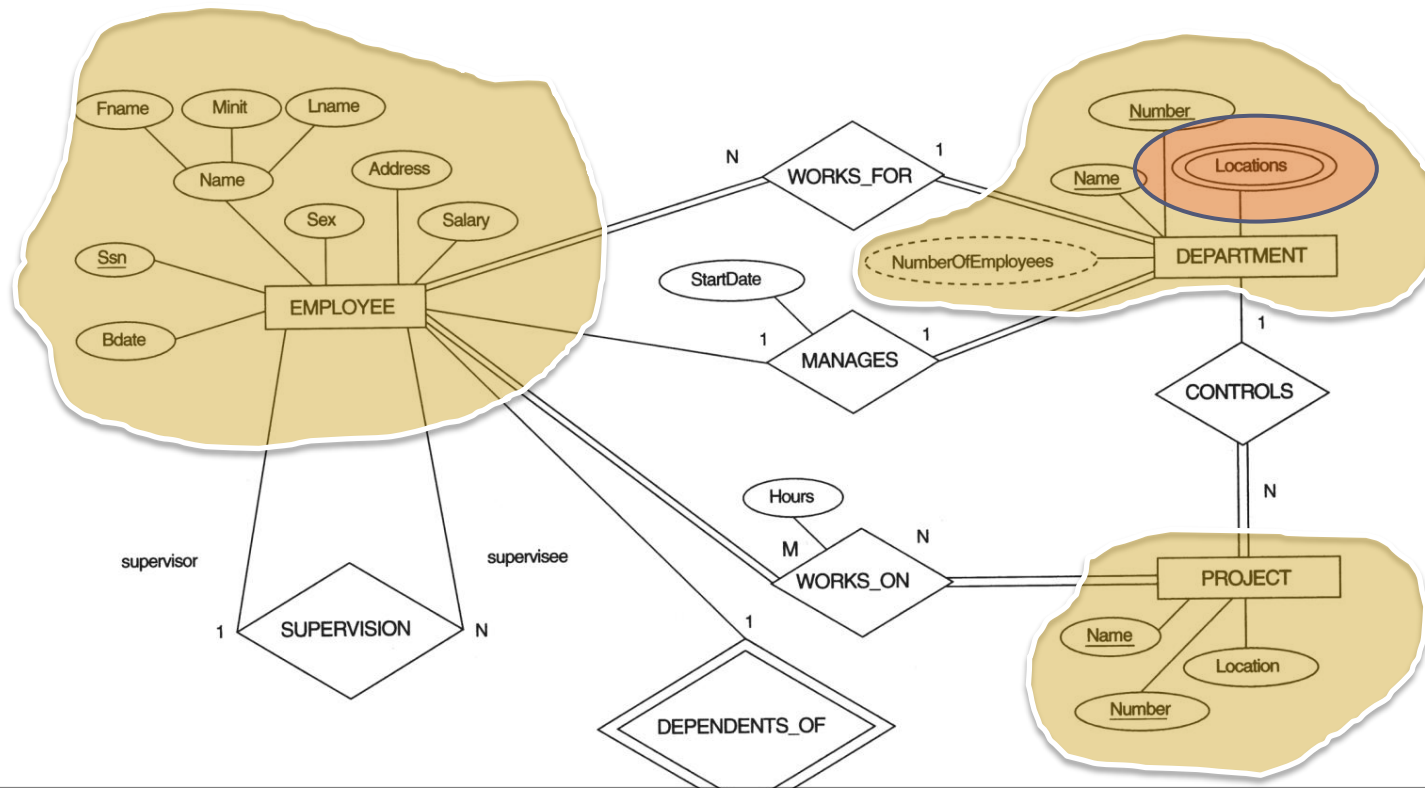 Fname
Minit
Lname
Number
N
1
Address
Locations
WORKS_FOR
Name
Name
Sex
Salary
Ssn
NumberOfEmployees
DEPARTMENT
StartDate
EMPLOYEE
1
Bdate
1
1
MANAGES
CONTROLS
Hours
N
M
N
supervisor
supervisee
WORKS_ON
PROJECT
1
SUPERVISION
N
1
Name
Location
Number
DEPENDENTS_OF